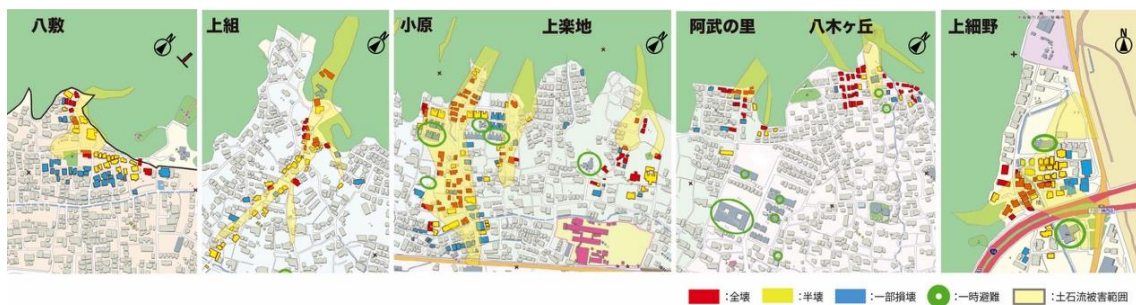 八敷
上組
小原
上楽地
阿武の里
八木ヶ丘
上細野
N
N
N
N
N
:全壊
:半壊
:一部損壊
:一時避難
:土石流被害範囲